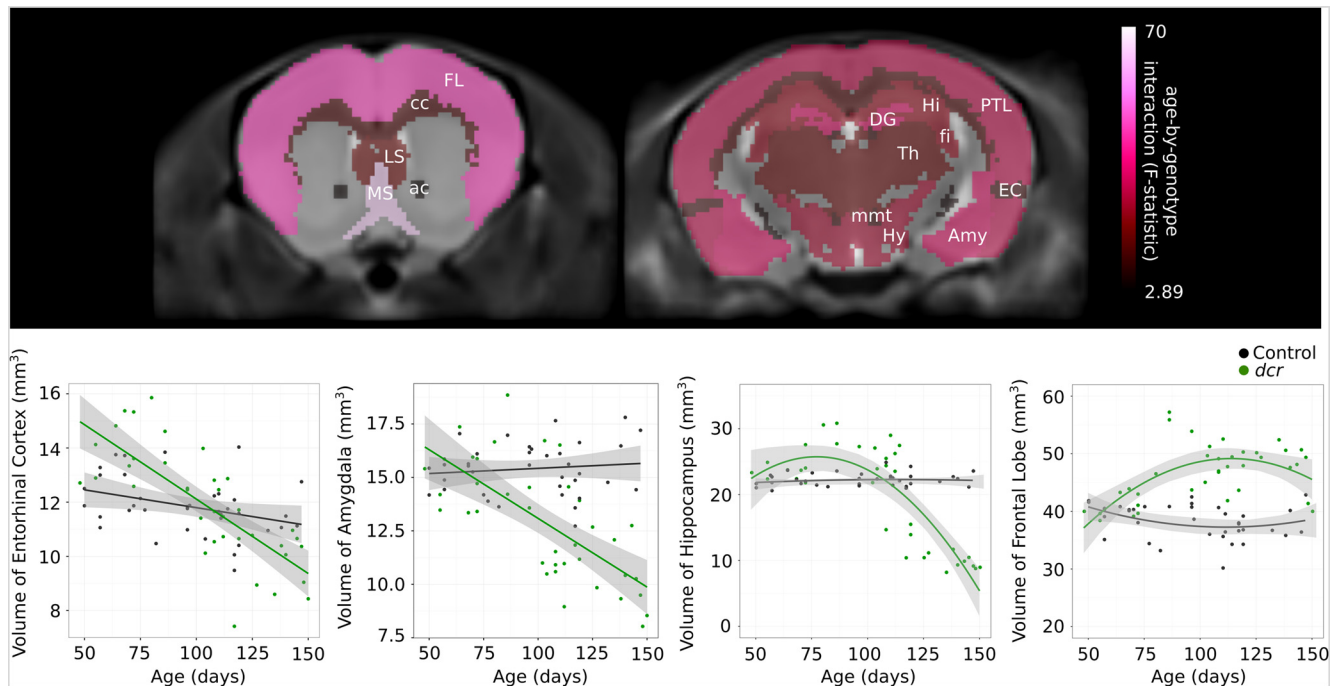 FL
cc
LS
MS
ac
Hi
PTL
DG
fi
Th
EC
mmt
Hy
Amy
70
age-by-genotype
interaction (F-statistic)
2.89
Control
dcr
Volume of Entorhinal Cortex (mm³)
16
14
12
10
8
50
75
100
125
150
Age (days)
Volume of Amygdala (mm³)
17.5
15.0
12.5
10.0
7.5
50
75
100
125
150
Age (days)
Volume of Hippocampus (mm³)
30
20
10
0
50
75
100
125
150
Age (days)
Volume of Frontal Lobe (mm³)
60
50
40
30
20
50
75
100
125
150
Age (days)